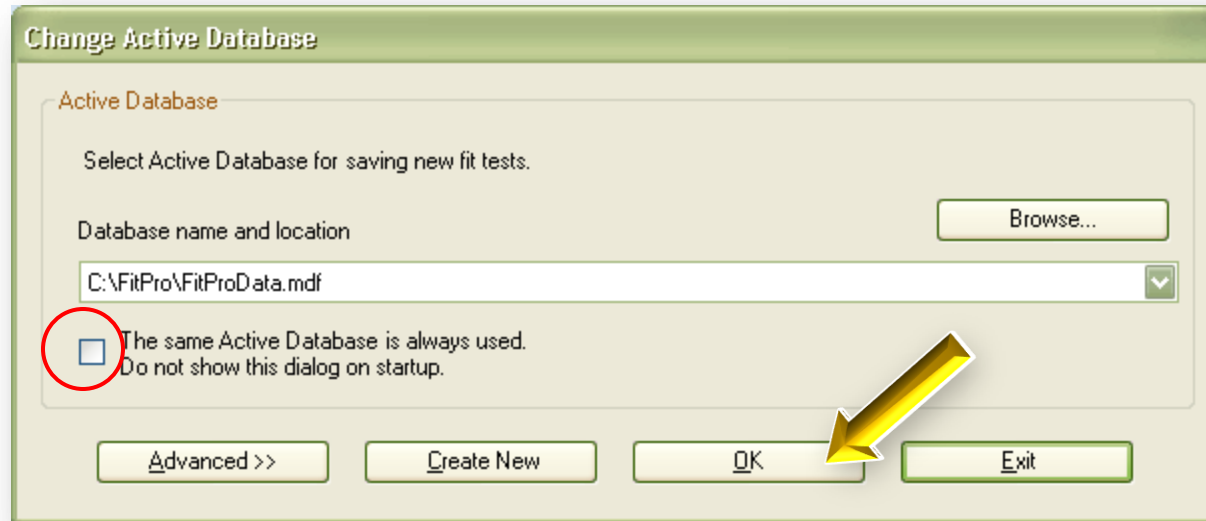 Change Active Database
Active Database
Select Active Database for saving new fit tests.
Browse...
Database name and location
C:\FitPro\FitProData.mdf
The same Active Database is always used.
Do not show this dialog on startup.
Advanced >> Create New OK Exit